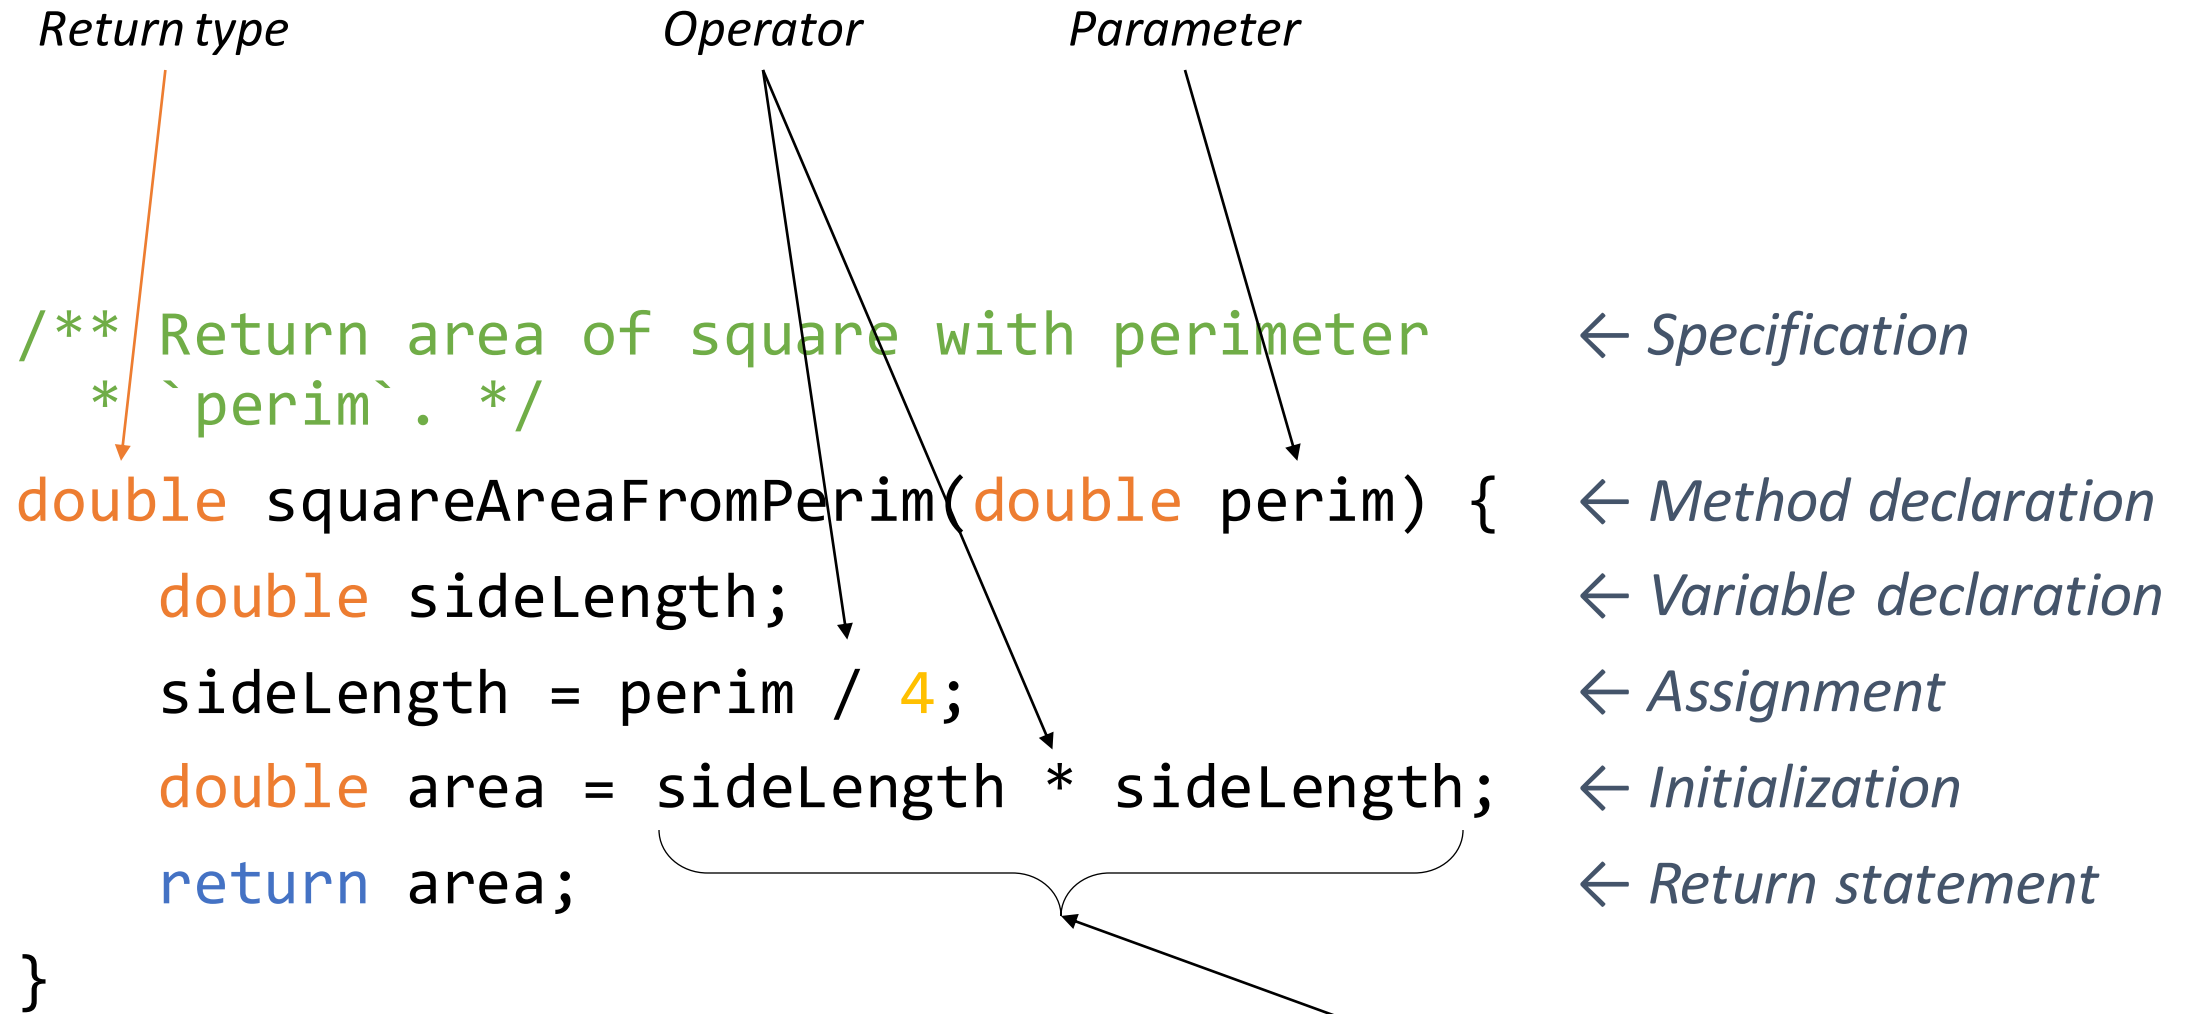 Return type Operator Parameter
/** Return area of square with perimeter ← Specification
* `perim`. */
double squareAreaFromPerim(double perim) { ← Method declaration
double sideLength; ← Variable declaration
sideLength = perim / 4; ← Assignment
double area = sideLength * sideLength; ← Initialization
return area; ← Return statement
}